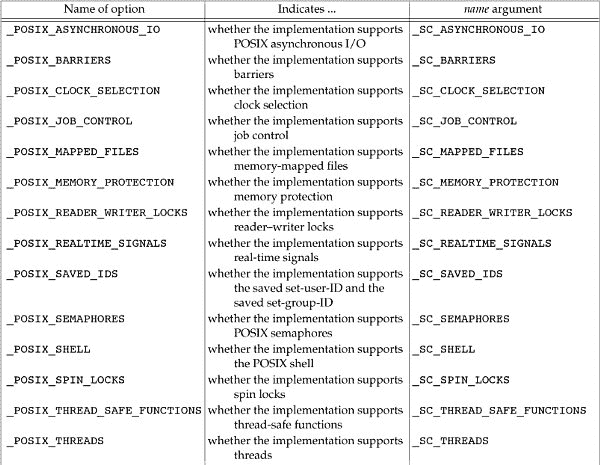 Name of option Indicates ... name argument
_POSIX_ASYNCHRONOUS_IO whether the implementation supports _SC_ASYNCHRONOUS_IO
POSIX asynchronous I/O
_POSIX_BARRIERS whether the implementation supports _SC_BARRIERS
barriers
_POSIX_CLOCK_SELECTION whether the implementation supports _SC_CLOCK_SELECTION
clock selection
_POSIX_JOB_CONTROL whether the implementation supports _SC_JOB_CONTROL
job control
_POSIX_MAPPED_FILES whether the implementation supports _SC_MAPPED_FILES
memory-mapped files
_POSIX_MEMORY_PROTECTION whether the implementation supports _SC_MEMORY_PROTECTION
memory protection
_POSIX_READER_WRITER_LOCKS whether the implementation supports _SC_READER_WRITER_LOCKS
reader–writer locks
_POSIX_REALTIME_SIGNALS whether the implementation supports _SC_REALTIME_SIGNALS
real-time signals
_POSIX_SAVED_IDS whether the implementation supports _SC_SAVED_IDS
the saved set-user-ID and the
saved set-group-ID
_POSIX_SEMAPHORES whether the implementation supports _SC_SEMAPHORES
POSIX semaphores
_POSIX_SHELL whether the implementation supports _SC_SHELL
the POSIX shell
_POSIX_SPIN_LOCKS whether the implementation supports _SC_SPIN_LOCKS
spin locks
_POSIX_THREAD_SAFE_FUNCTIONS whether the implementation supports _SC_THREAD_SAFE_FUNCTIONS
thread-safe functions
_POSIX_THREADS whether the implementation supports _SC_THREADS
threads